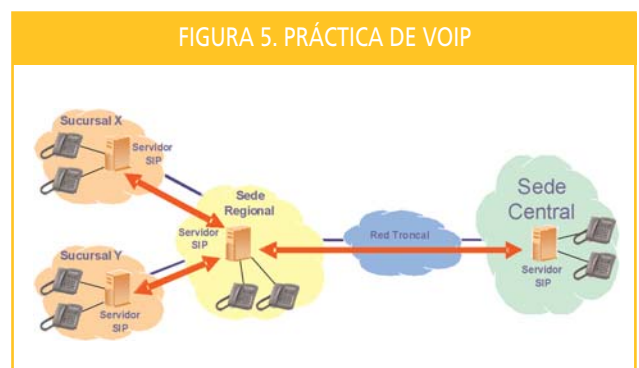 FIGURA 5. PRÁCTICA DE VOIP
Sucursal X
Servidor
SIP
Sede
Regional
Servidor
SIP
Sucursal Y
Servidor
SIP
Red Troncal
Sede
Central
Servidor
SIP